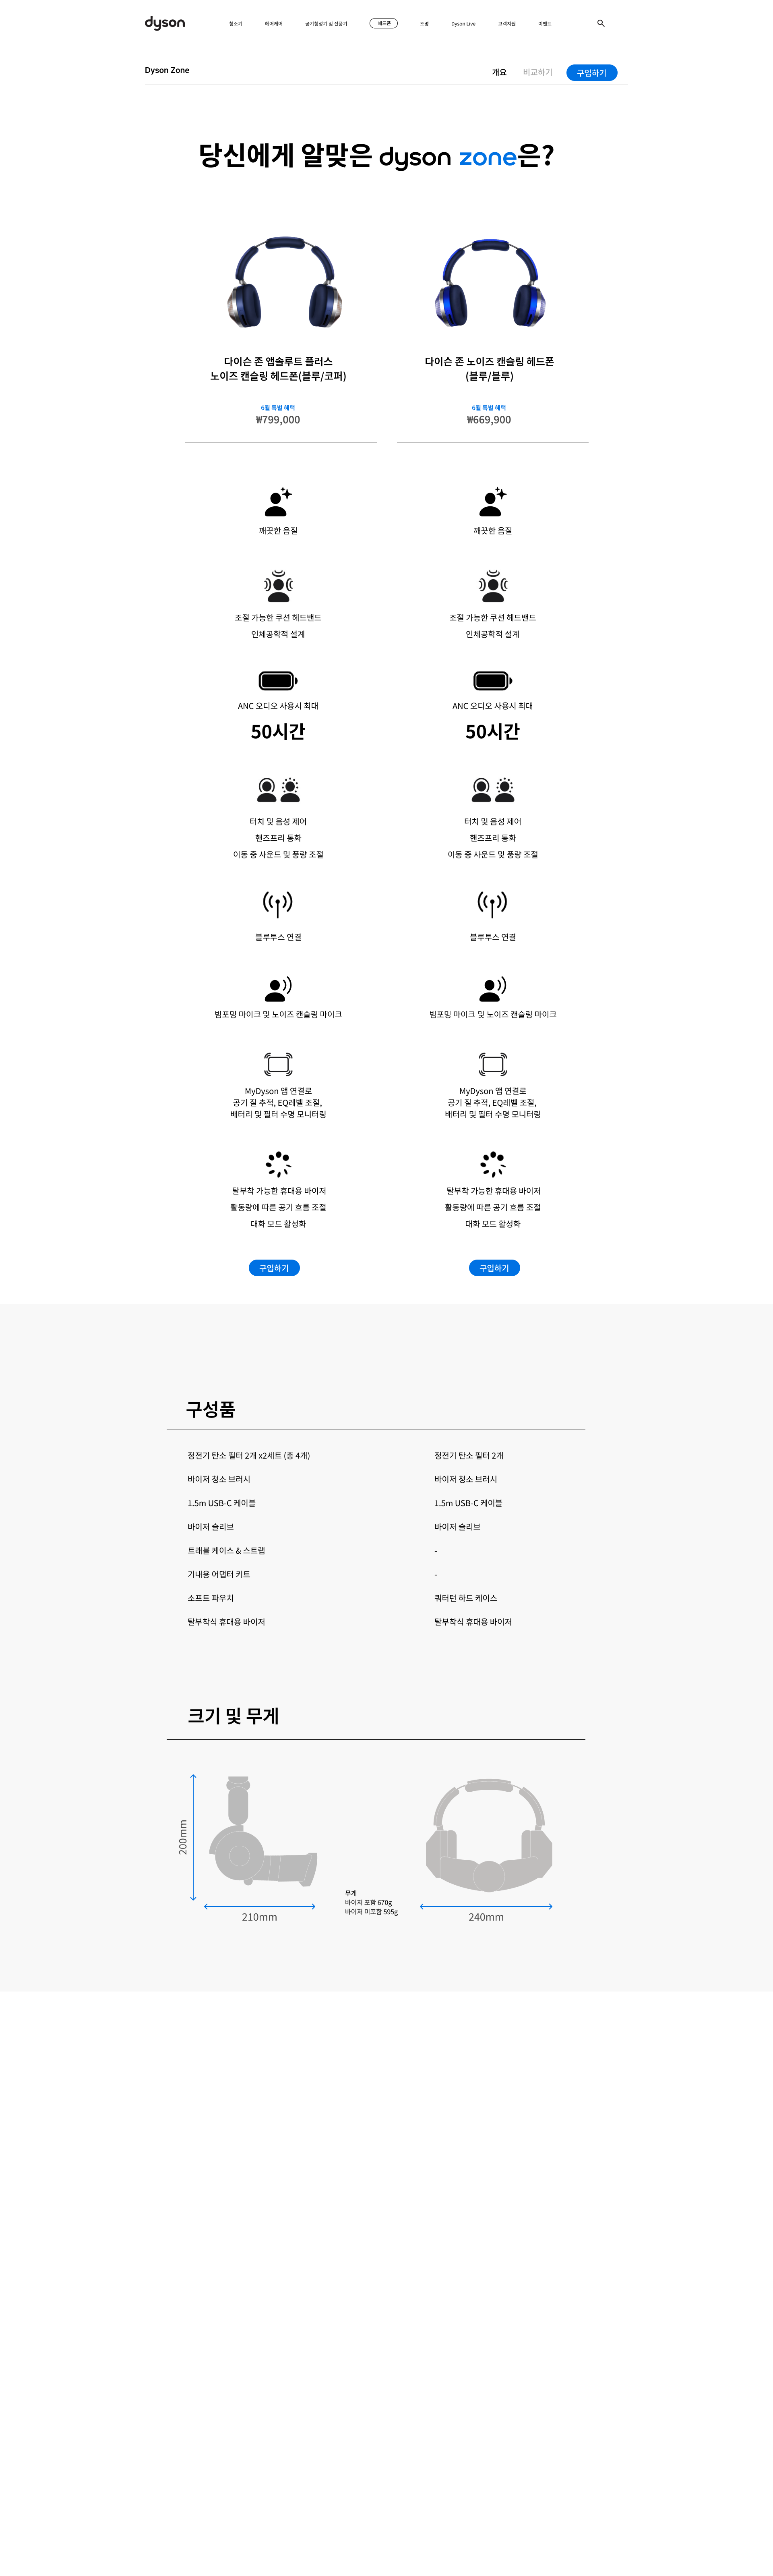 dyson
청소기
헤어케어
공기청정기 및 선풍기
헤드폰
조명
Dyson Live
고객지원
이벤트
Dyson Zone
개요
비교하기
구입하기
당신에게 알맞은 dyson zone은?
다이슨 존 앱솔루트 플러스
노이즈 캔슬링 헤드폰(블루/코퍼)
6월 특별 혜택
₩799,000
다이슨 존 노이즈 캔슬링 헤드폰
(블루/블루)
6월 특별 혜택
₩669,900
깨끗한 음질
깨끗한 음질
조절 가능한 쿠션 헤드밴드
인체공학적 설계
조절 가능한 쿠션 헤드밴드
인체공학적 설계
ANC 오디오 사용시 최대
50시간
ANC 오디오 사용시 최대
50시간
터치 및 음성 제어
핸즈프리 통화
이동 중 사운드 및 풍량 조절
터치 및 음성 제어
핸즈프리 통화
이동 중 사운드 및 풍량 조절
블루투스 연결
블루투스 연결
빔포밍 마이크 및 노이즈 캔슬링 마이크
빔포밍 마이크 및 노이즈 캔슬링 마이크
MyDyson 앱 연결로
공기 질 추적, EQ레벨 조절,
배터리 및 필터 수명 모니터링
MyDyson 앱 연결로
공기 질 추적, EQ레벨 조절,
배터리 및 필터 수명 모니터링
탈부착 가능한 휴대용 바이저
활동량에 따른 공기 흐름 조절
대화 모드 활성화
탈부착 가능한 휴대용 바이저
활동량에 따른 공기 흐름 조절
대화 모드 활성화
구입하기
구입하기
구성품
정전기 탄소 필터 2개 x2세트 (총 4개)
정전기 탄소 필터 2개
바이저 청소 브러시
바이저 청소 브러시
1.5m USB-C 케이블
1.5m USB-C 케이블
바이저 슬리브
바이저 슬리브
트래블 케이스 & 스트랩
-
기내용 어댑터 키트
-
소프트 파우치
쿼터턴 하드 케이스
탈부착식 휴대용 바이저
탈부착식 휴대용 바이저
크기 및 무게
200mm
210mm
무게
바이저 포함 670g
바이저 미포함 595g
240mm